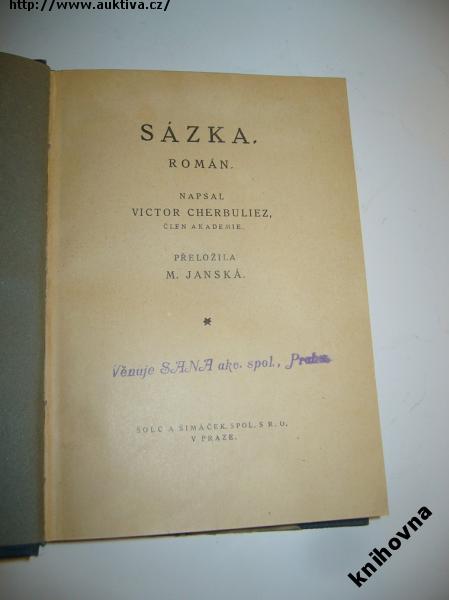 http://www.auktiva.cz/
SÁZKA.
ROMÁN.
NAPSAL
VICTOR CHERBULIEZ,
ČLEN AKADEMIE.
PŘELOŽILA
M. JANSKÁ.
*
Věnuje SANA akc. spol., Praha.
ŠOLC A ŠIMÁČEK, SPOL. S R. O.
V PRAZE.
knihovna